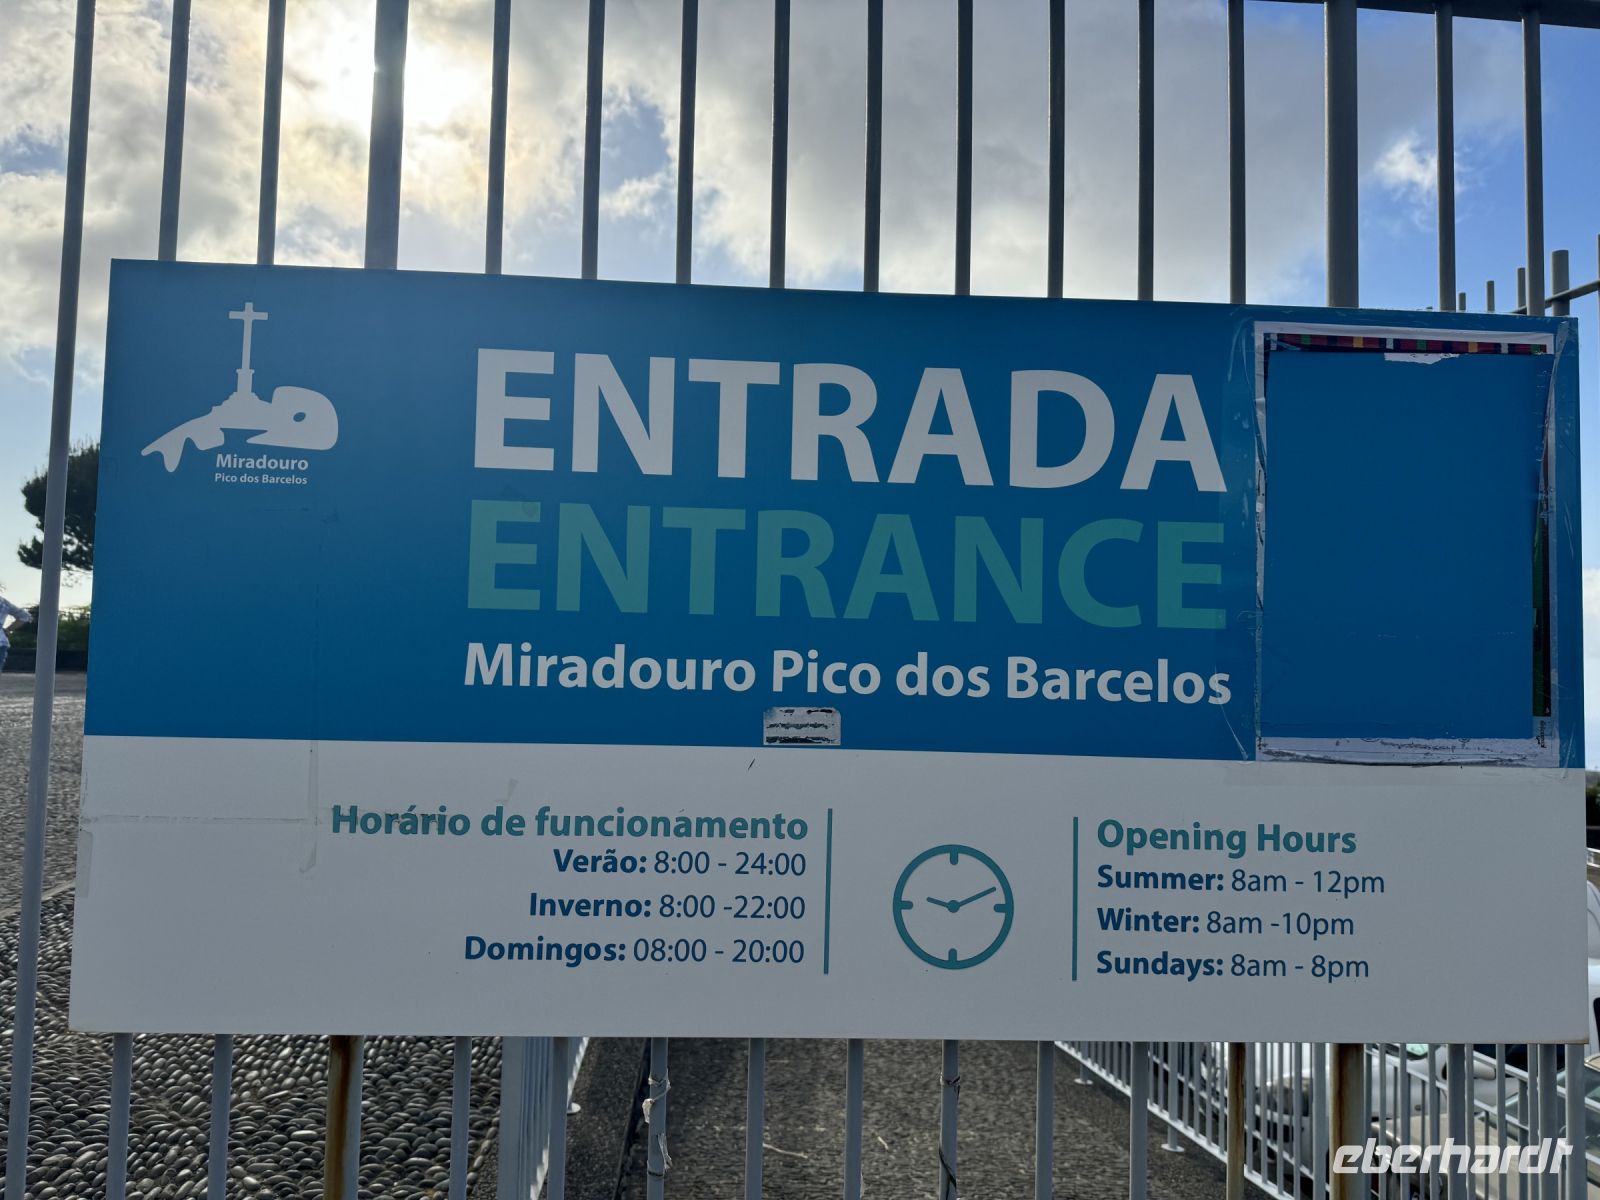 Miradouro
Pico dos Barcelos
ENTRADA
ENTRANCE
Miradouro Pico dos Barcelos
Horário de funcionamento
Verão: 8:00 - 24:00
Inverno: 8:00 -22:00
Domingos: 08:00 - 20:00
Opening Hours
Summer: 8am - 12pm
Winter: 8am -10pm
Sundays: 8am - 8pm
eberhardt